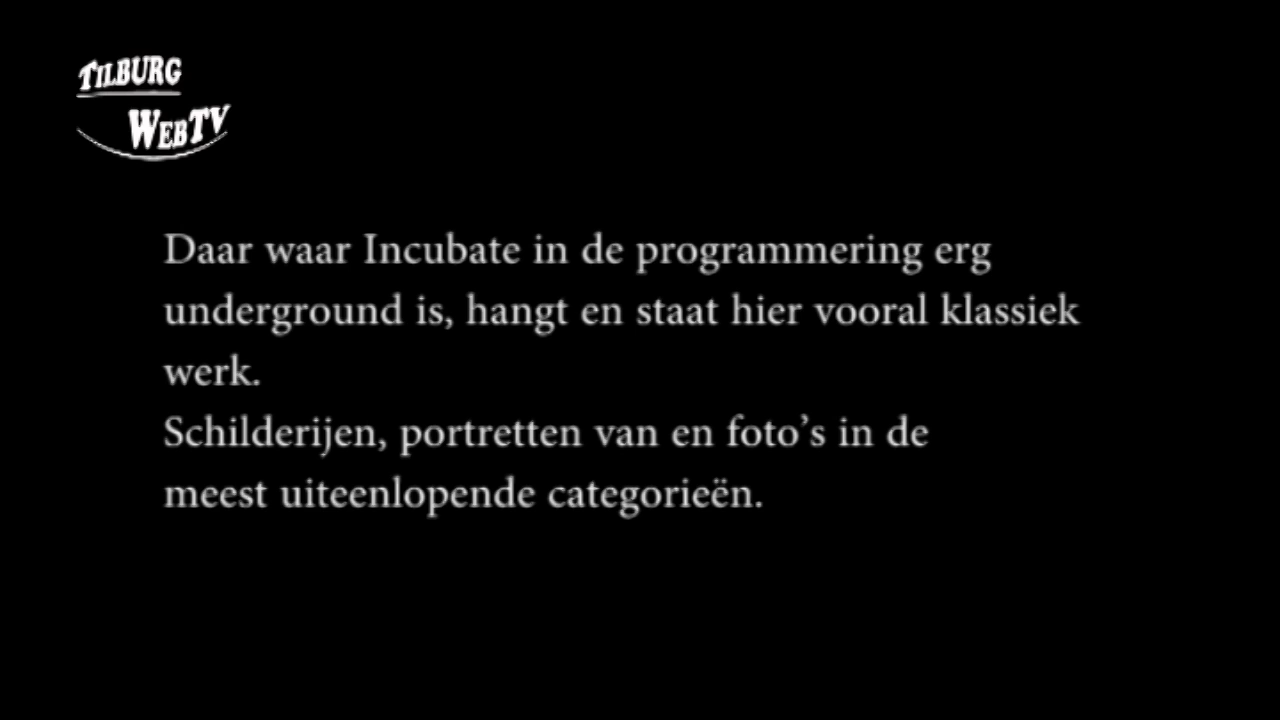 TILBURG
WEBTV
Daar waar Incubate in de programmering erg
underground is, hangt en staat hier vooral klassiek
werk.
Schilderijen, portretten van en foto’s in de
meest uiteenlopende categorieën.